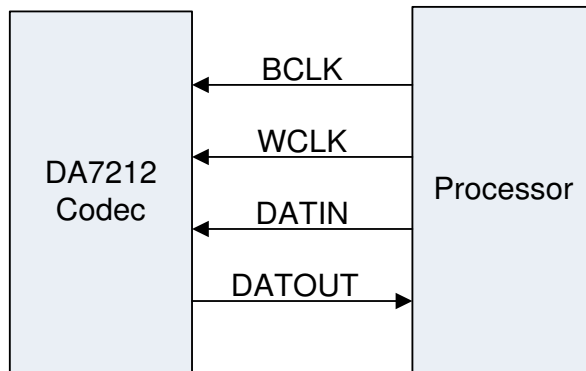 BCLK
WCLK
DA7212
Codec
Processor
DATIN
DATOUT